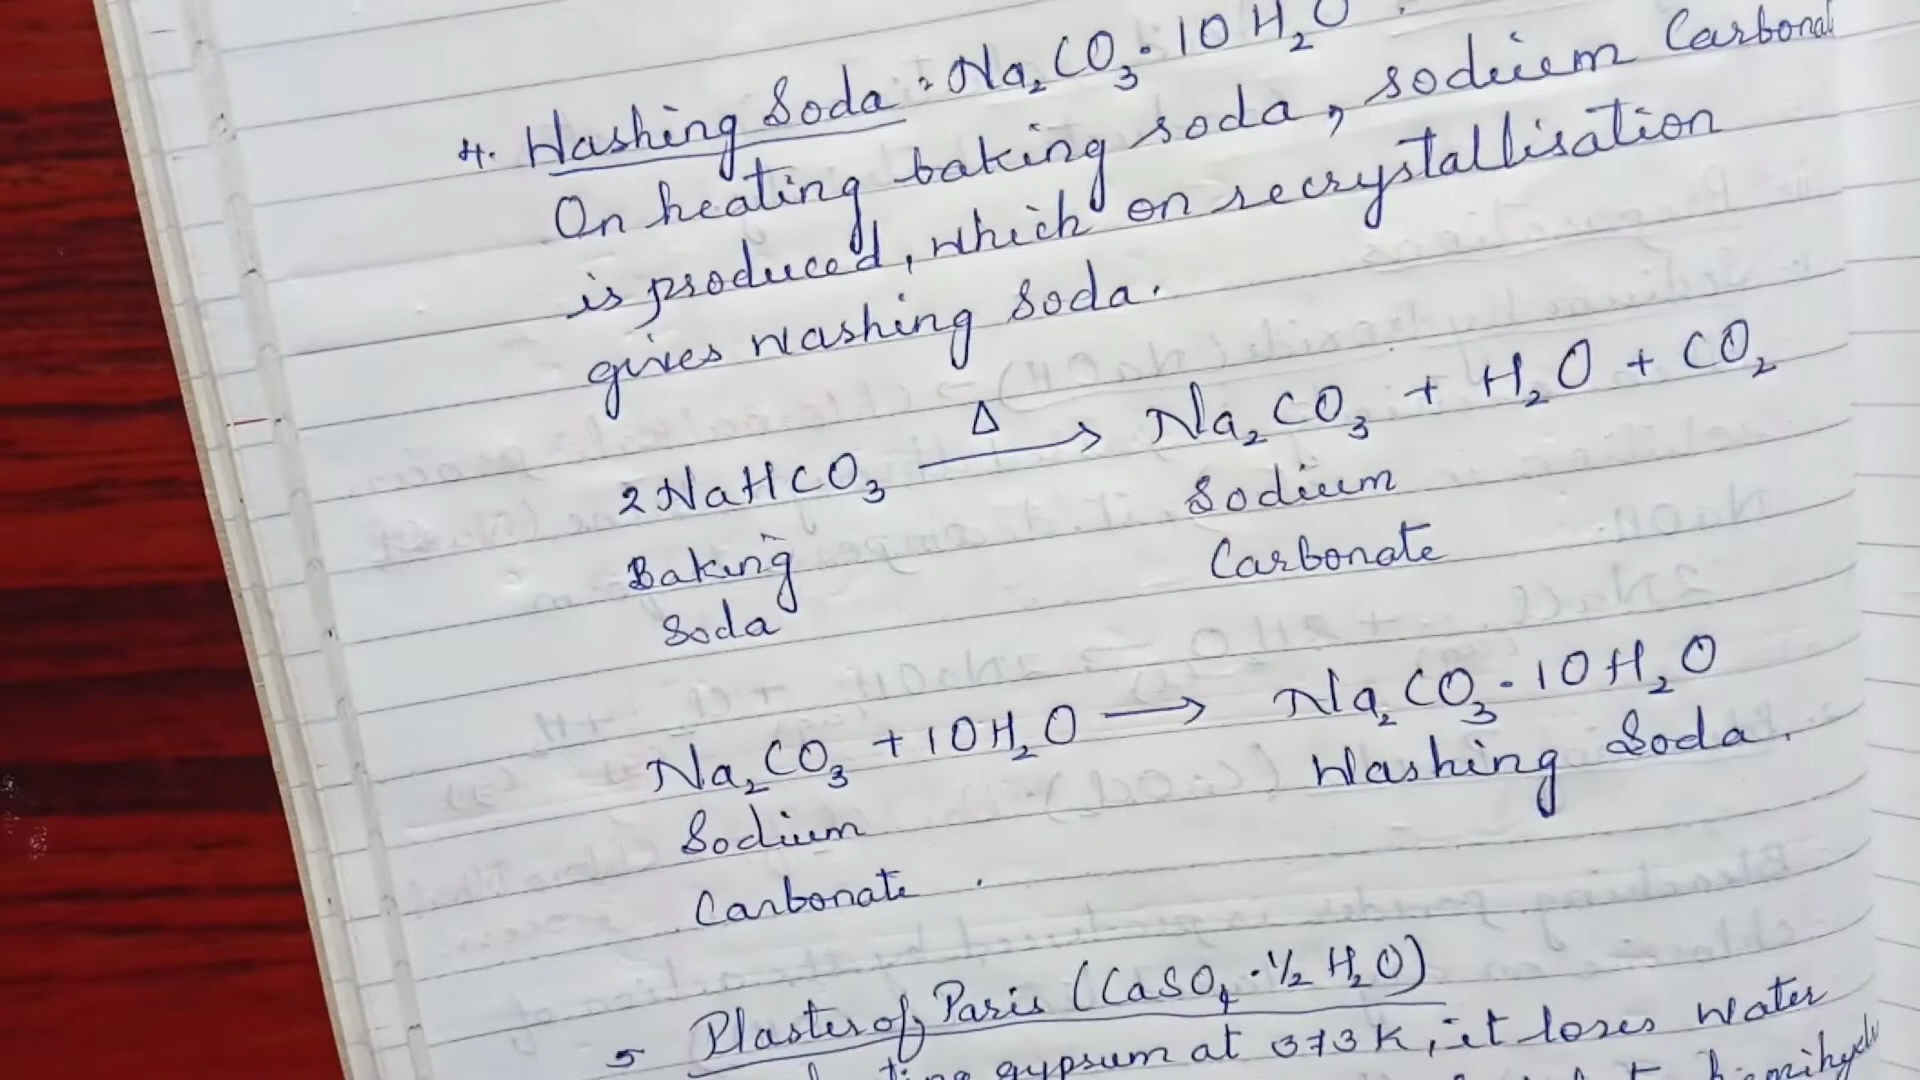 4. Washing Soda : Na₂CO₃·10H₂O
On heating baking soda, sodium Carbonat
is produced, which on recrystallisation
gives washing soda.
2NaHCO₃ —Δ→ Na₂CO₃ + H₂O + CO₂
Baking Soda
Sodium Carbonate
Na₂CO₃ + 10H₂O → Na₂CO₃·10H₂O
Sodium Carbonate.
Washing Soda.
5 Plaster of Paris (CaSO₄·½H₂O)
gypsum at 373K, it loses water